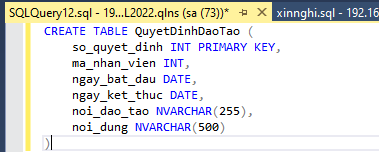 SQLQuery12.sql - 19...L2022.qlns (sa (73))* xinnghi.sql - 192.16
CREATE TABLE QuyetDinhDaoTao (
so_quyet_dinh INT PRIMARY KEY,
ma_nhan_vien INT,
ngay_bat_dau DATE,
ngay_ket_thuc DATE,
noi_dao_tao NVARCHAR(255),
noi_dung NVARCHAR(500)
)